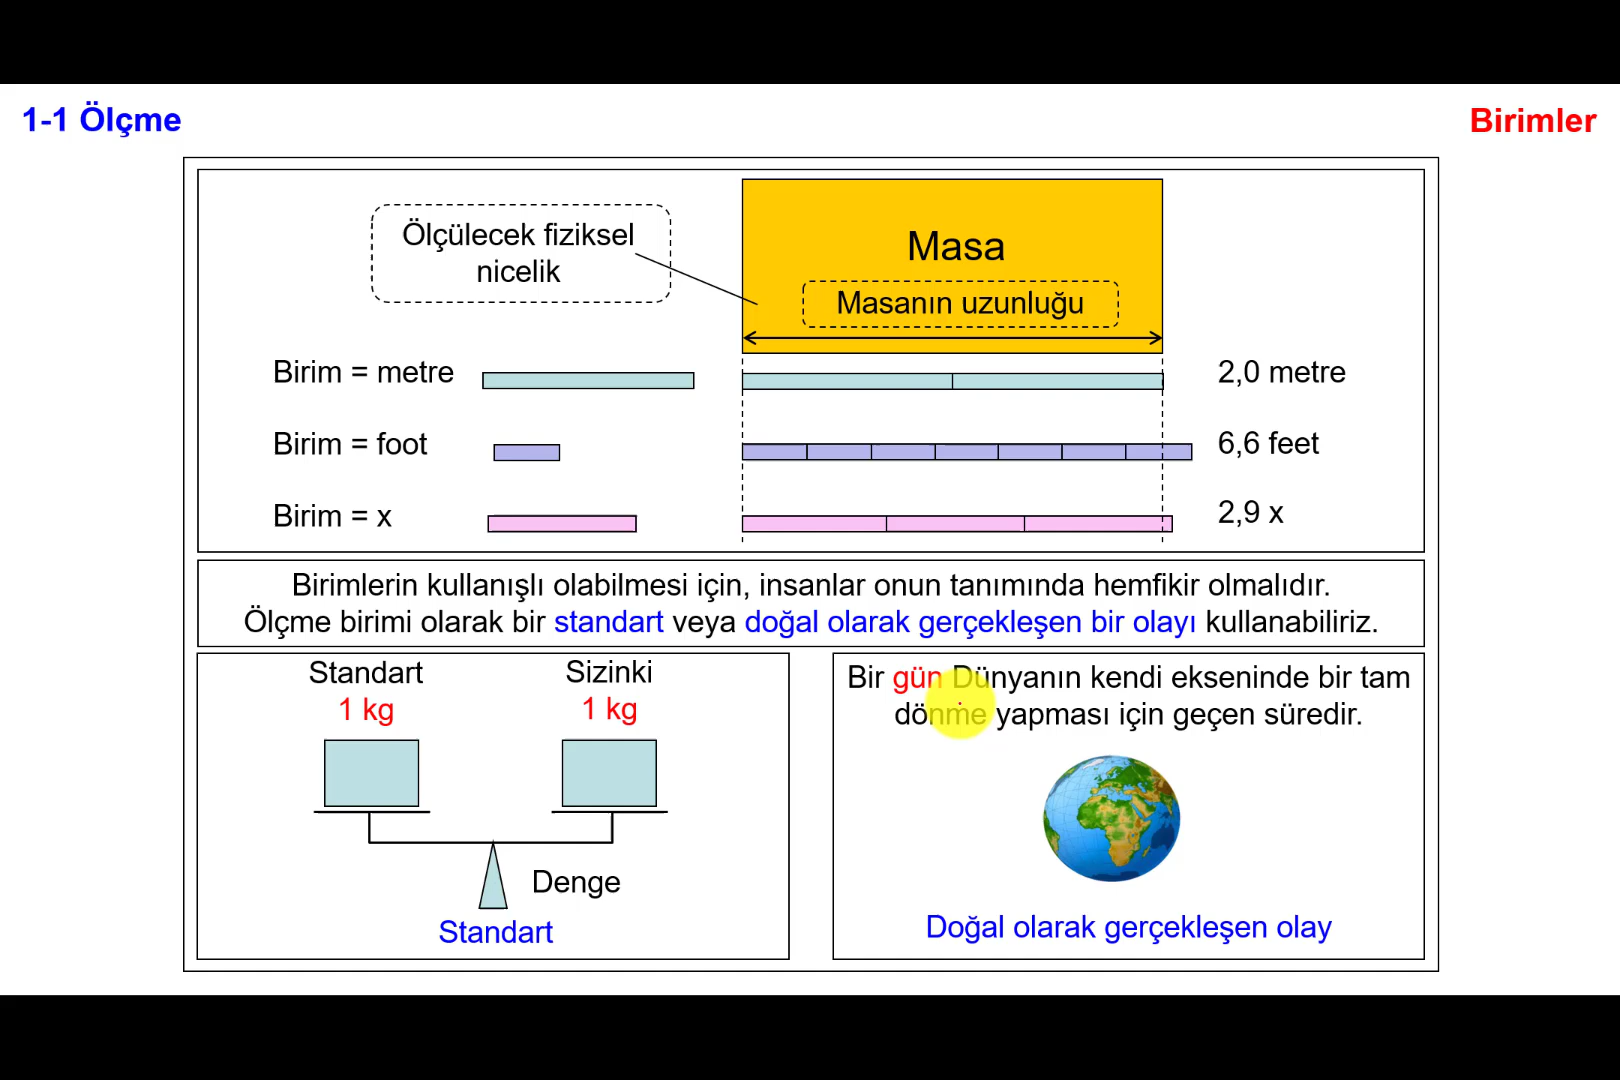 1-1 Ölçme
Birimler
Ölçülecek fiziksel
nicelik
Masa
Masanın uzunluğu
Birim = metre
2,0 metre
Birim = foot
6,6 feet
Birim = x
2,9 x
Birimlerin kullanışlı olabilmesi için, insanlar onun tanımında hemfikir olmalıdır.
Ölçme birimi olarak bir standart veya doğal olarak gerçekleşen bir olayı kullanabiliriz.
Standart
1 kg
Sizinki
1 kg
Denge
Standart
Bir gün Dünyanın kendi ekseninde bir tam
dönme yapması için geçen süredir.
Doğal olarak gerçekleşen olay